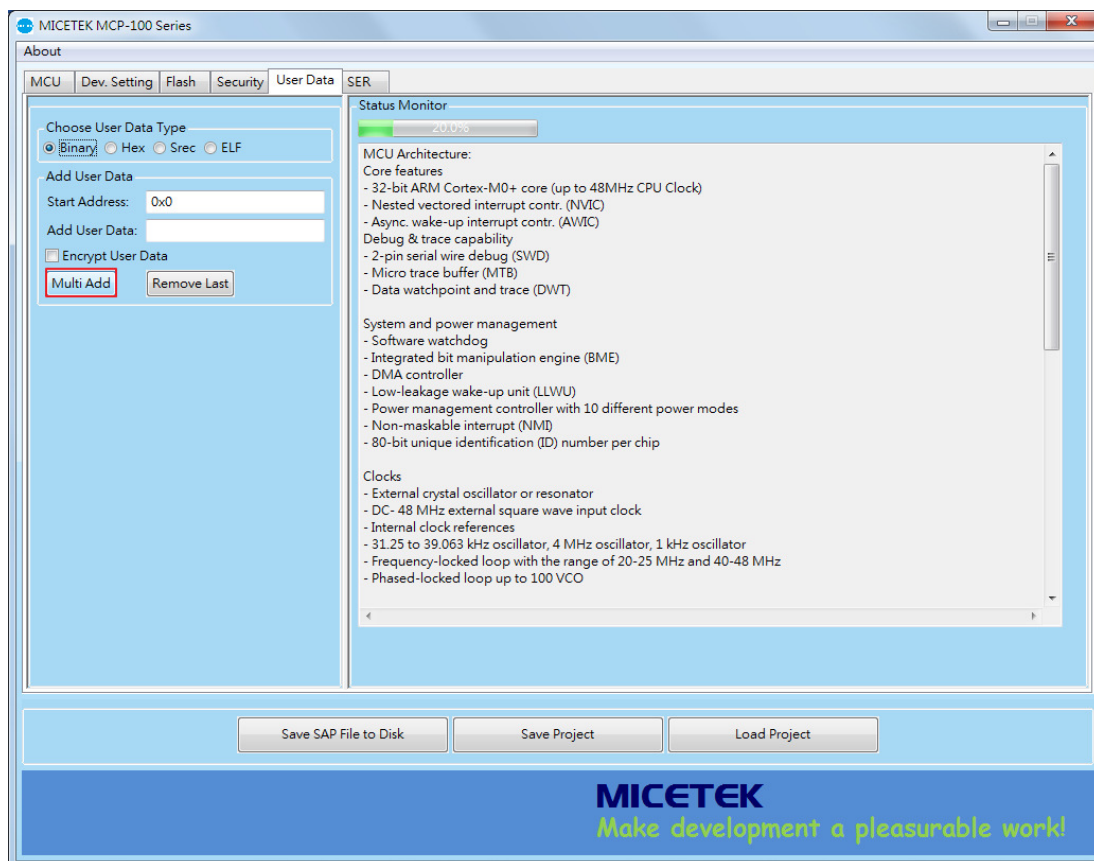 MICETEK MCP-100 Series
About
MCU Dev. Setting Flash Security User Data SER
Choose User Data Type
Binary Hex Srec ELF
Add User Data
Start Address: 0x0
Add User Data:
Encrypt User Data
Multi Add Remove Last
Status Monitor
20.0%
MCU Architecture:
Core features
- 32-bit ARM Cortex-M0+ core (up to 48MHz CPU Clock)
- Nested vectored interrupt contr. (NVIC)
- Async. wake-up interrupt contr. (AWIC)
Debug & trace capability
- 2-pin serial wire debug (SWD)
- Micro trace buffer (MTB)
- Data watchpoint and trace (DWT)
System and power management
- Software watchdog
- Integrated bit manipulation engine (BME)
- DMA controller
- Low-leakage wake-up unit (LLWU)
- Power management controller with 10 different power modes
- Non-maskable interrupt (NMI)
- 80-bit unique identification (ID) number per chip
Clocks
- External crystal oscillator or resonator
- DC- 48 MHz external square wave input clock
- Internal clock references
- 31.25 to 39.063 kHz oscillator, 4 MHz oscillator, 1 kHz oscillator
- Frequency-locked loop with the range of 20-25 MHz and 40-48 MHz
- Phased-locked loop up to 100 VCO
Save SAP File to Disk Save Project Load Project
MICETEK
Make development a pleasurable work!